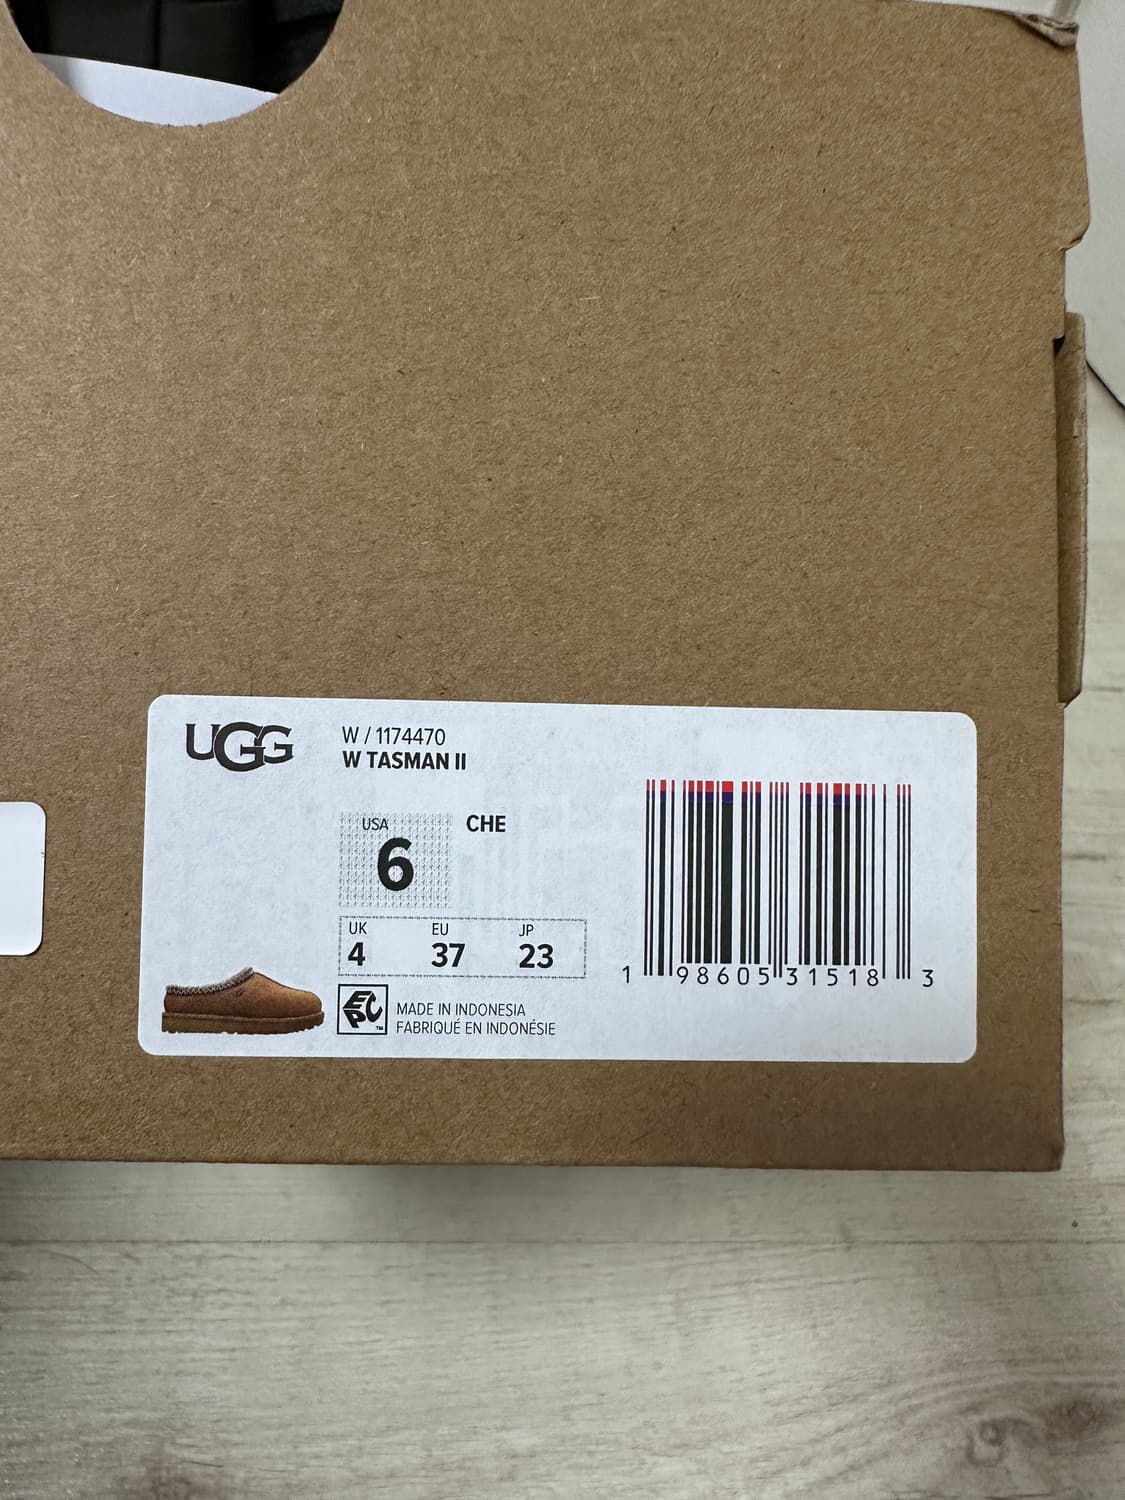 UGG
W / 1174470
W TASMAN II
USA
6
CHE
UK EU JP
4 37 23
EPC™
MADE IN INDONESIA
FABRIQUÉ EN INDONÉSIE
1 98605 31518 3